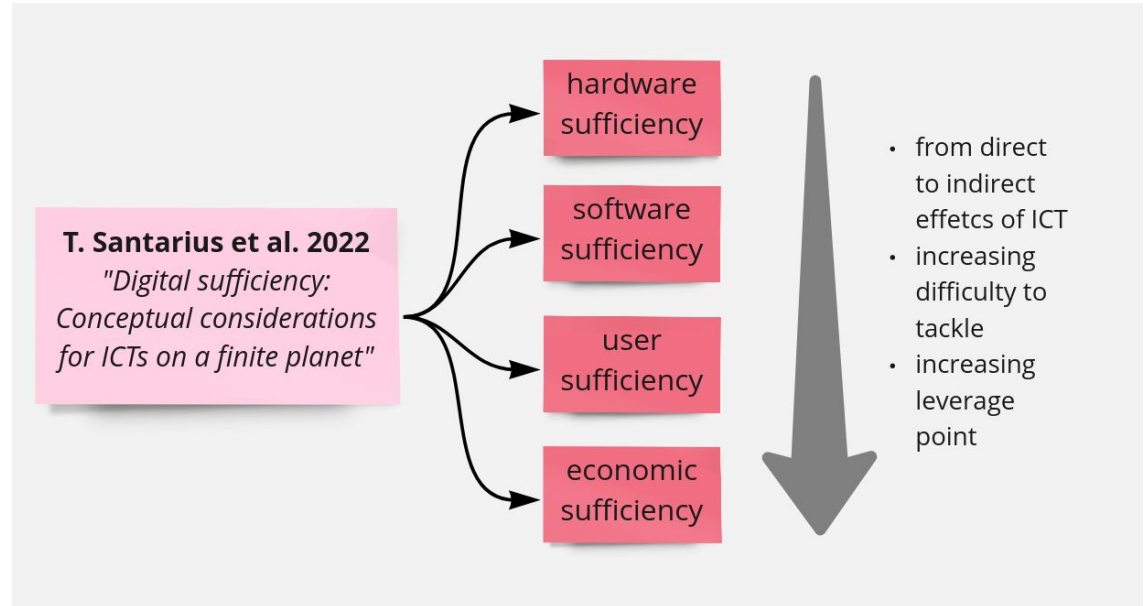 T. Santarius et al. 2022
"Digital sufficiency:
Conceptual considerations
for ICTs on a finite planet"
hardware
sufficiency
software
sufficiency
user
sufficiency
economic
sufficiency
• from direct
to indirect
effetcs of ICT
• increasing
difficulty to
tackle
• increasing
leverage
point